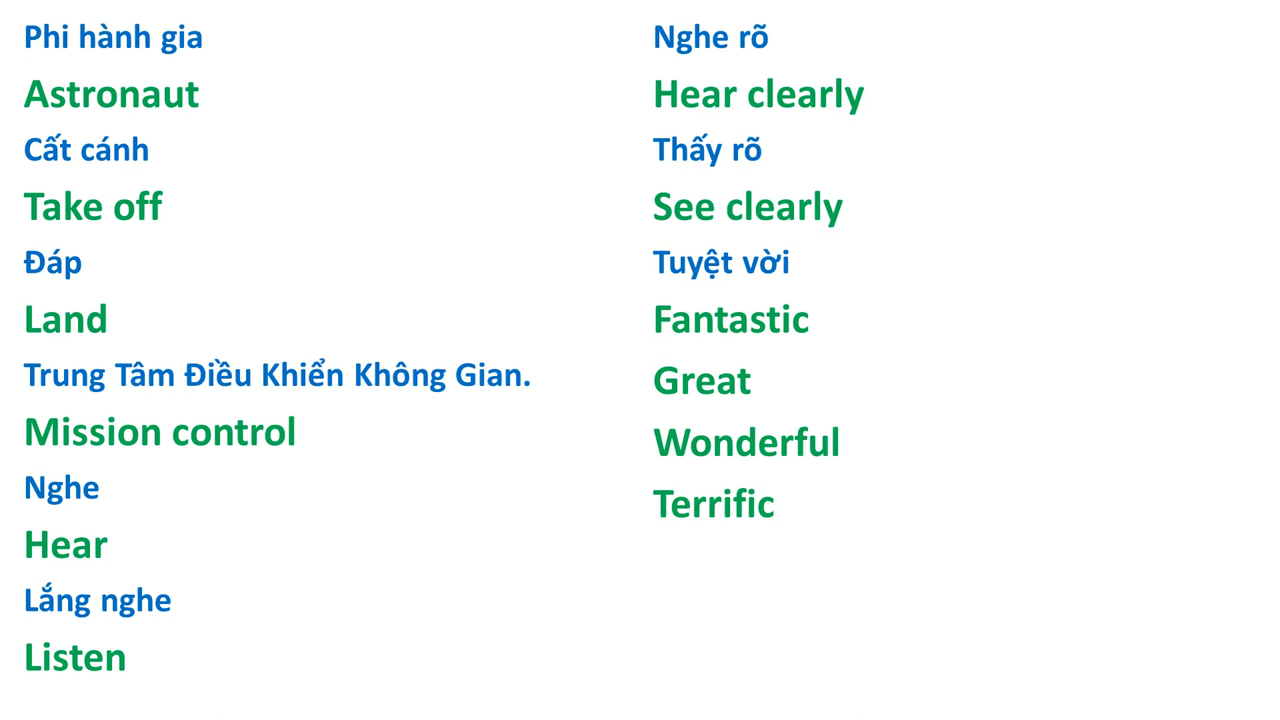 Phi hành gia
Astronaut
Cất cánh
Take off
Đáp
Land
Trung Tâm Điều Khiển Không Gian.
Mission control
Nghe
Hear
Lắng nghe
Listen
Nghe rõ
Hear clearly
Thấy rõ
See clearly
Tuyệt vời
Fantastic
Great
Wonderful
Terrific